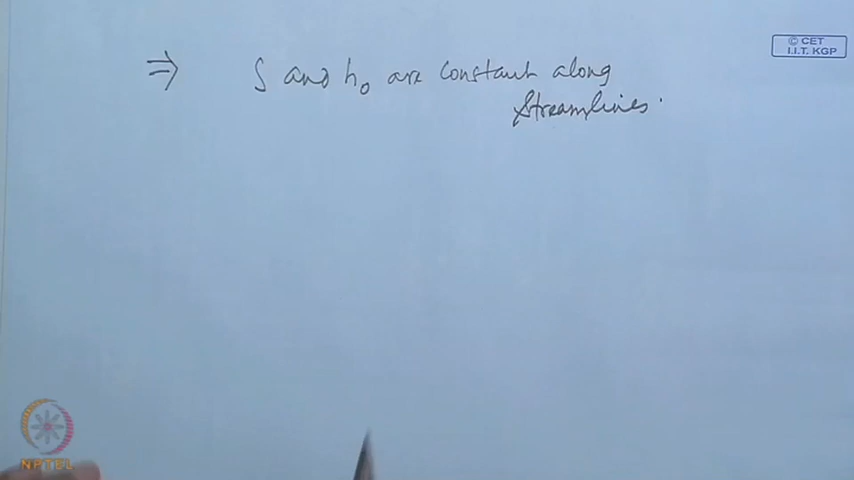 © CET
I.I.T. KGP
⇒ S and h₀ are constant along
streamlines.
NPTEL